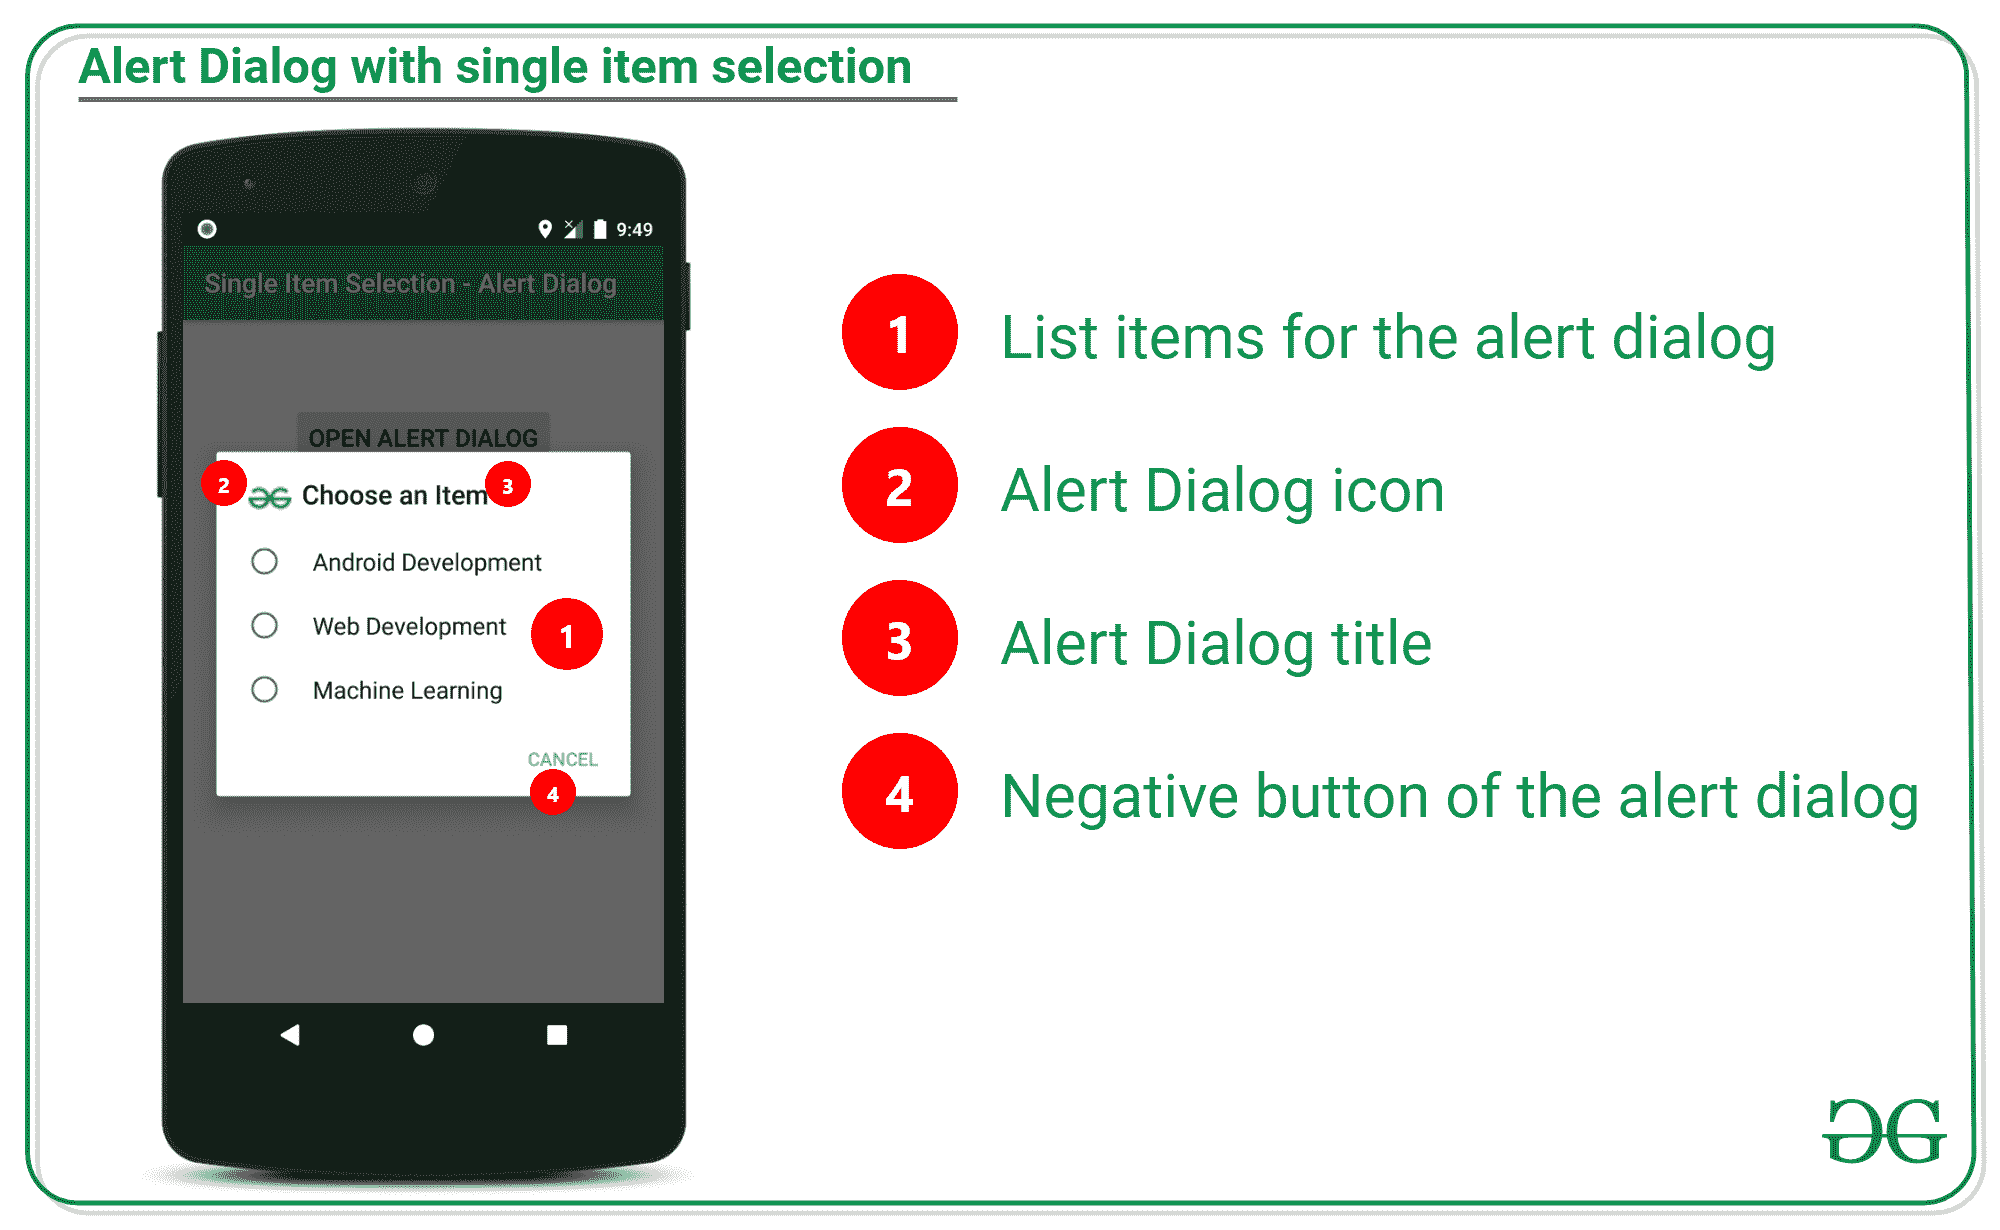 Alert Dialog with single item selection
9:49
Single Item Selection - Alert Dialog
OPEN ALERT DIALOG
2
Choose an Item
3
Android Development
Web Development
1
Machine Learning
CANCEL
4
1 List items for the alert dialog
2 Alert Dialog icon
3 Alert Dialog title
4 Negative button of the alert dialog